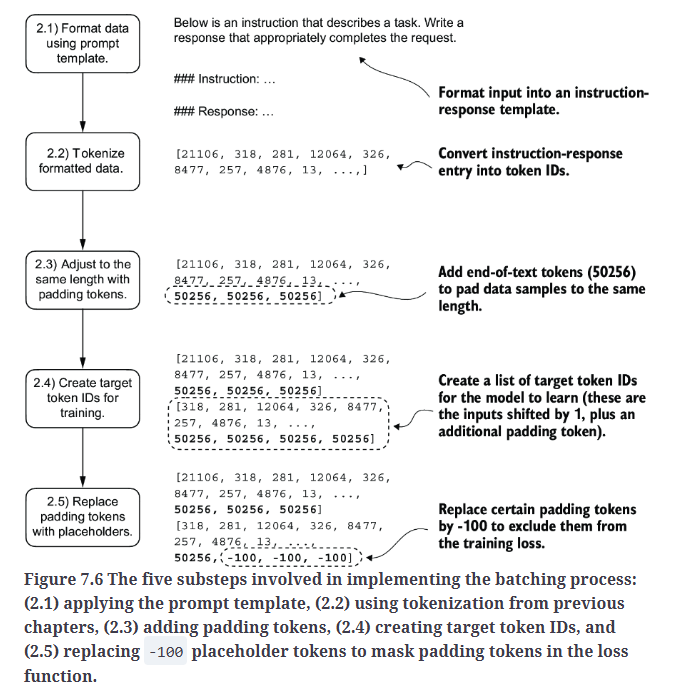 2.1) Format data
using prompt
template.
Below is an instruction that describes a task. Write a
response that appropriately completes the request.
### Instruction: ...
### Response: ...
Format input into an instruction-
response template.
2.2) Tokenize
formatted data.
[21106, 318, 281, 12064, 326,
8477, 257, 4876, 13, ...,]
Convert instruction-response
entry into token IDs.
2.3) Adjust to the
same length with
padding tokens.
[21106, 318, 281, 12064, 326,
8477, 257, 4876, 13, ...,
50256, 50256, 50256]
Add end-of-text tokens (50256)
to pad data samples to the same
length.
2.4) Create target
token IDs for
training.
[21106, 318, 281, 12064, 326,
8477, 257, 4876, 13, ...,
50256, 50256, 50256]
[318, 281, 12064, 326, 8477,
257, 4876, 13, ...,
50256, 50256, 50256, 50256]
Create a list of target token IDs
for the model to learn (these are
the inputs shifted by 1, plus an
additional padding token).
2.5) Replace
padding tokens
with placeholders.
[21106, 318, 281, 12064, 326,
8477, 257, 4876, 13, ...,
50256, 50256, 50256]
[318, 281, 12064, 326, 8477,
257, 4876, 13, ...,
50256, -100, -100, -100]
Replace certain padding tokens
by -100 to exclude them from
the training loss.
Figure 7.6 The five substeps involved in implementing the batching process:
(2.1) applying the prompt template, (2.2) using tokenization from previous
chapters, (2.3) adding padding tokens, (2.4) creating target token IDs, and
(2.5) replacing -100 placeholder tokens to mask padding tokens in the loss
function.